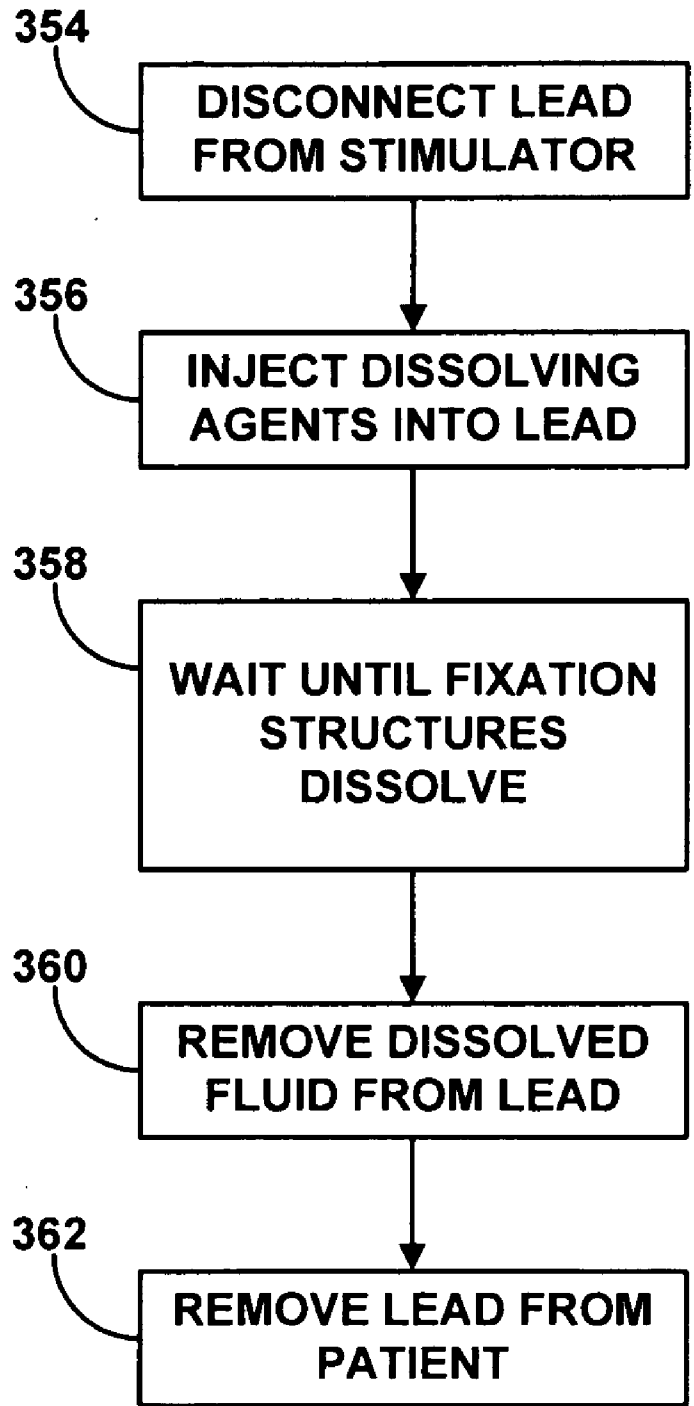 354
DISCONNECT LEAD
FROM STIMULATOR
356
INJECT DISSOLVING
AGENTS INTO LEAD
358
WAIT UNTIL FIXATION
STRUCTURES
DISSOLVE
360
REMOVE DISSOLVED
FLUID FROM LEAD
362
REMOVE LEAD FROM
PATIENT